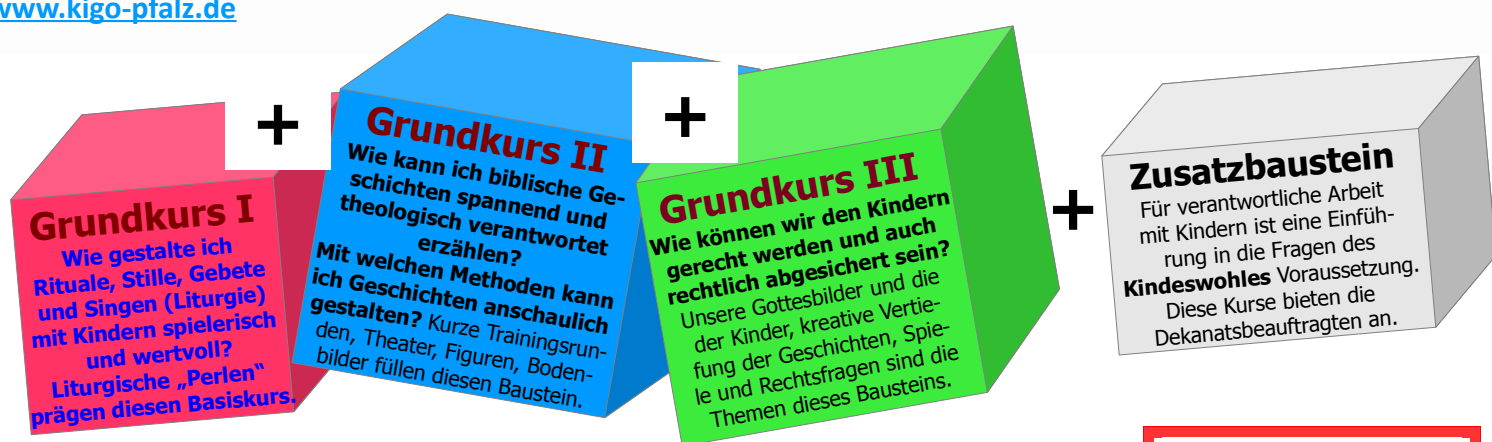 www.kigo-pfalz.de
Grundkurs I
Wie gestalte ich
Rituale, Stille, Gebete
und Singen (Liturgie)
mit Kindern spielerisch
und wertvoll?
Liturgische „Perlen“
prägen diesen Basiskurs.
+
Grundkurs II
Wie kann ich biblische Ge-
schichten spannend und
theologisch verantwortet
erzählen?
Mit welchen Methoden kann
ich Geschichten anschaulich
gestalten? Kurze Trainingsrun-
den, Theater, Figuren, Boden-
bilder füllen diesen Baustein.
+
Grundkurs III
Wie können wir den Kindern
gerecht werden und auch
rechtlich abgesichert sein?
Unsere Gottesbilder und die
der Kinder, kreative Vertie-
fung der Geschichten, Spie-
le und Rechtsfragen sind die
Themen dieses Bausteins.
+
Zusatzbaustein
Für verantwortliche Arbeit
mit Kindern ist eine Einfüh-
rung in die Fragen des
Kindeswohles Voraussetzung.
Diese Kurse bieten die
Dekanatsbeauftragten an.